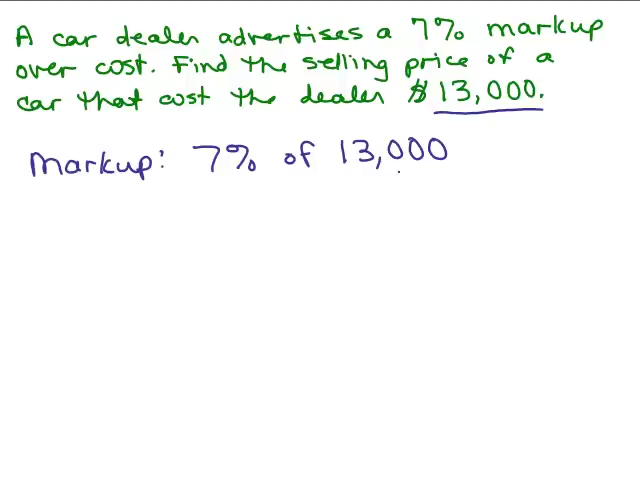 A car dealer advertises a 7% markup
over cost. Find the selling price of a
car that cost the dealer $13,000.
Markup: 7% of 13,000